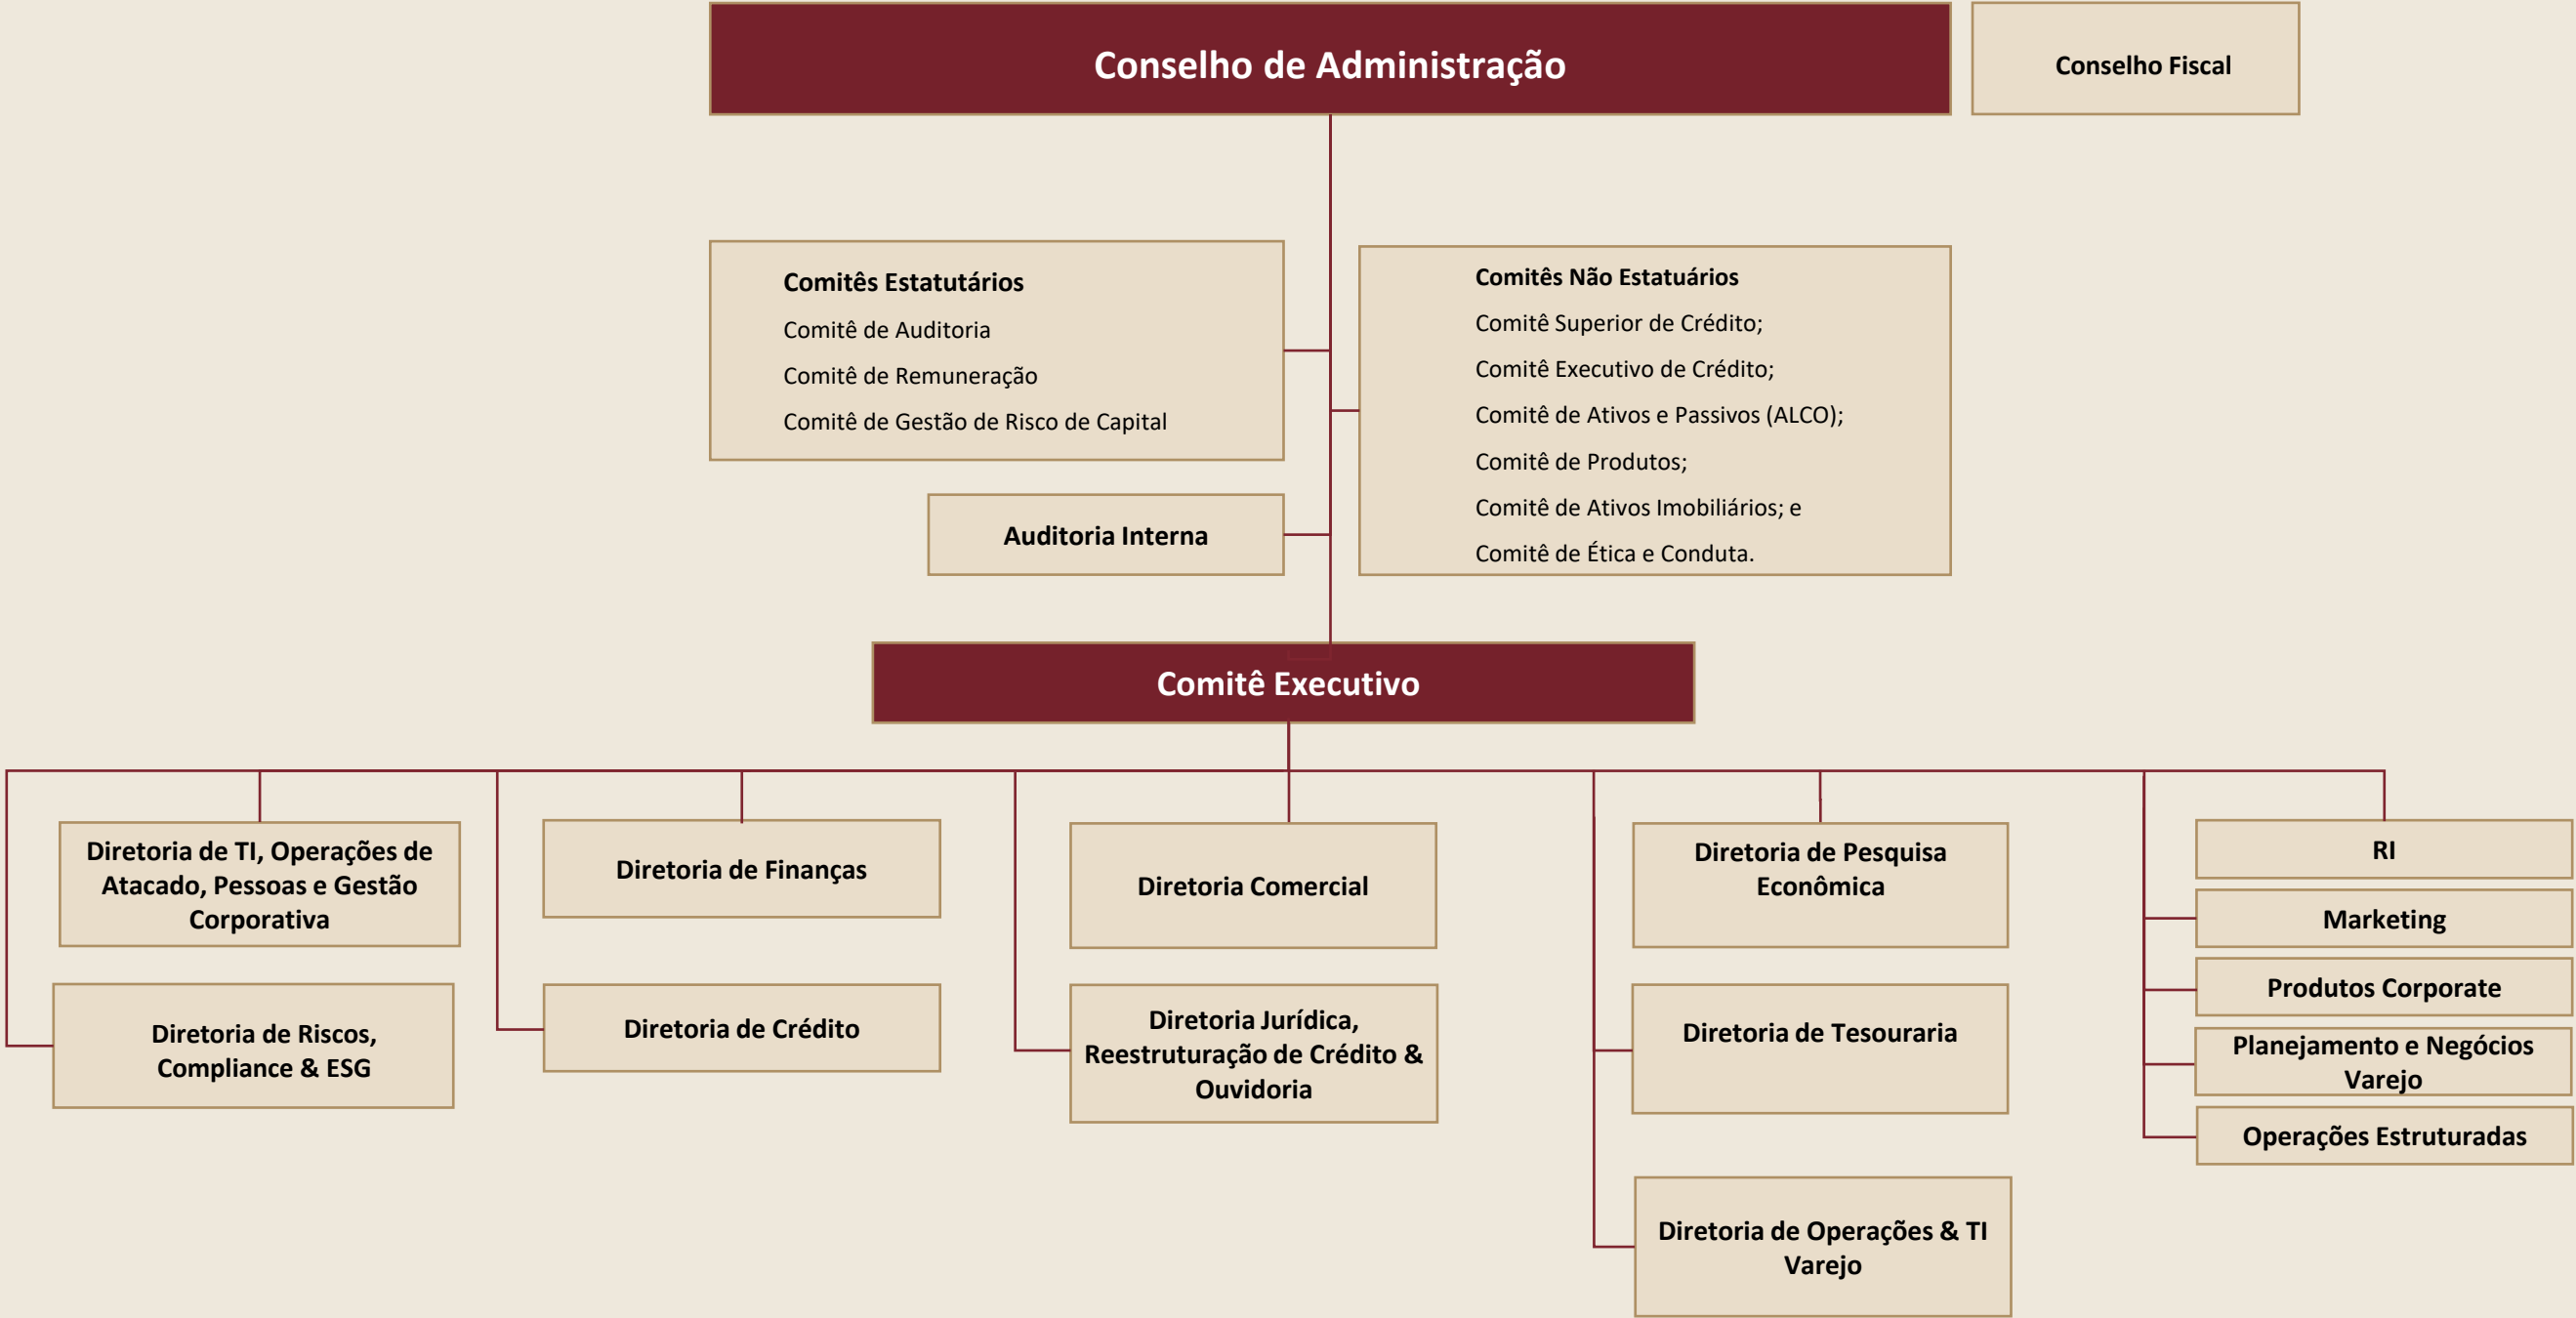 Conselho de Administração
Conselho Fiscal
Comitês Estatutários
Comitê de Auditoria
Comitê de Remuneração
Comitê de Gestão de Risco de Capital
Comitês Não Estatuários
Comitê Superior de Crédito;
Comitê Executivo de Crédito;
Comitê de Ativos e Passivos (ALCO);
Comitê de Produtos;
Comitê de Ativos Imobiliários; e
Comitê de Ética e Conduta.
Auditoria Interna
Comitê Executivo
Diretoria de TI, Operações de
Atacado, Pessoas e Gestão
Corporativa
Diretoria de Riscos,
Compliance & ESG
Diretoria de Finanças
Diretoria de Crédito
Diretoria Comercial
Diretoria Jurídica,
Reestruturação de Crédito &
Ouvidoria
Diretoria de Pesquisa
Econômica
Diretoria de Tesouraria
Diretoria de Operações & TI
Varejo
RI
Marketing
Produtos Corporate
Planejamento e Negócios
Varejo
Operações Estruturadas